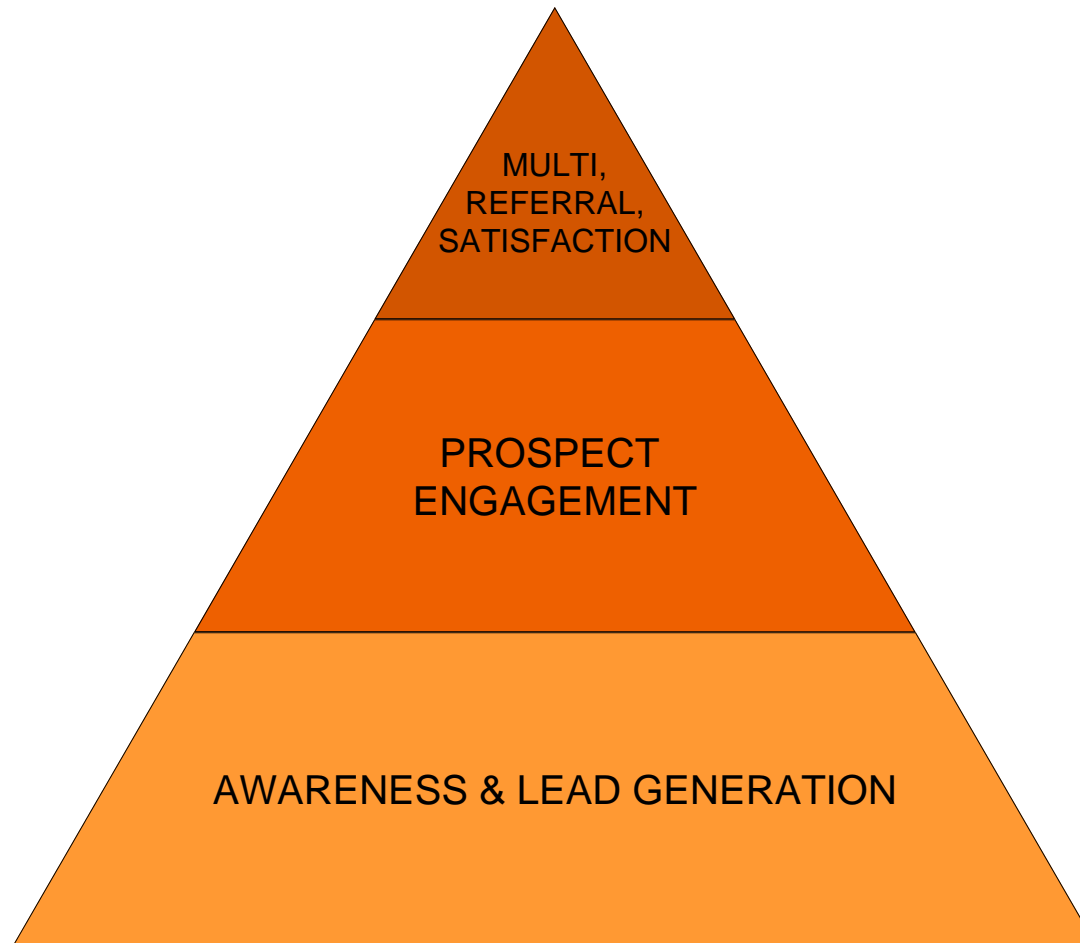 MULTI,
REFERRAL,
SATISFACTION
PROSPECT
ENGAGEMENT
AWARENESS & LEAD GENERATION